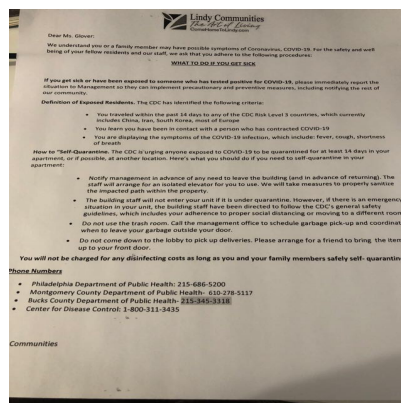 Lindy Communities
The Art of Living
ComeHomeToLindy.com
Dear Ms. Glover:
We understand you or a family member may have possible symptoms of Coronavirus, COVID-19. For the safety and well
being of your fellow residents and our staff, we ask that you adhere to the following procedures:
WHAT TO DO IF YOU GET SICK
If you get sick or have been exposed to someone who has tested positive for COVID-19, please immediately report the
situation to Management so they can implement precautionary and preventive measures, including notifying the rest of
our community.
Definition of Exposed Residents. The CDC has identified the following criteria:
• You traveled within the past 14 days to any of the CDC Risk Level 3 countries, which currently
includes China, Iran, South Korea, most of Europe
• You learn you have been in contact with a person who has contracted COVID-19
• You are displaying the symptoms of the COVID-19 infection, which include: fever, cough, shortness
of breath
How to "Self-Quarantine. The CDC is urging anyone exposed to COVID-19 to be quarantined for at least 14 days in your
apartment, or if possible, at another location. Here's what you should do if you need to self-quarantine in your
apartment:
• Notify management in advance of any need to leave the building (and in advance of returning). The
staff will arrange for an isolated elevator for you to use. We will take measures to properly sanitize
the impacted path within the property.
• The building staff will not enter your unit if it is under quarantine. However, if there is an emergency
situation in your unit, the building staff have been directed to follow the CDC's general safety
guidelines, which includes your adherence to proper social distancing or moving to a different room
• Do not use the trash room. Call the management office to schedule garbage pick-up and coordinat
when to leave your garbage outside your door.
• Do not come down to the lobby to pick up deliveries. Please arrange for a friend to bring the item
up to your front door.
You will not be charged for any disinfecting costs as long as you and your family members safely self- quarantin
Phone Numbers
• Philadelphia Department of Public Health: 215-686-5200
• Montgomery County Department of Public Health- 610-278-5117
• Bucks County Department of Public Health- 215-345-3318
• Center for Disease Control: 1-800-311-3435
Communities